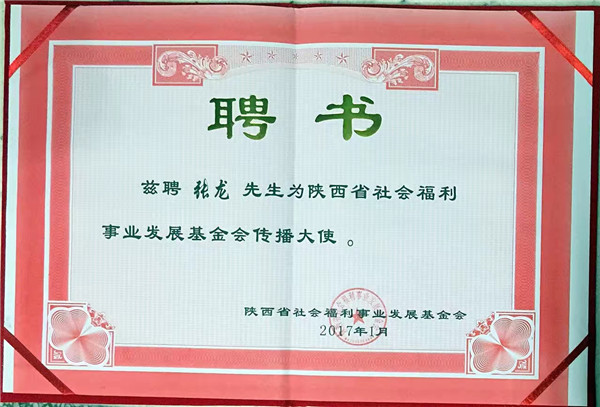 聘书
兹聘 张龙 先生为陕西省社会福利
事业发展基金会传播大使。
陕西省社会福利事业发展基金会
2017年1月